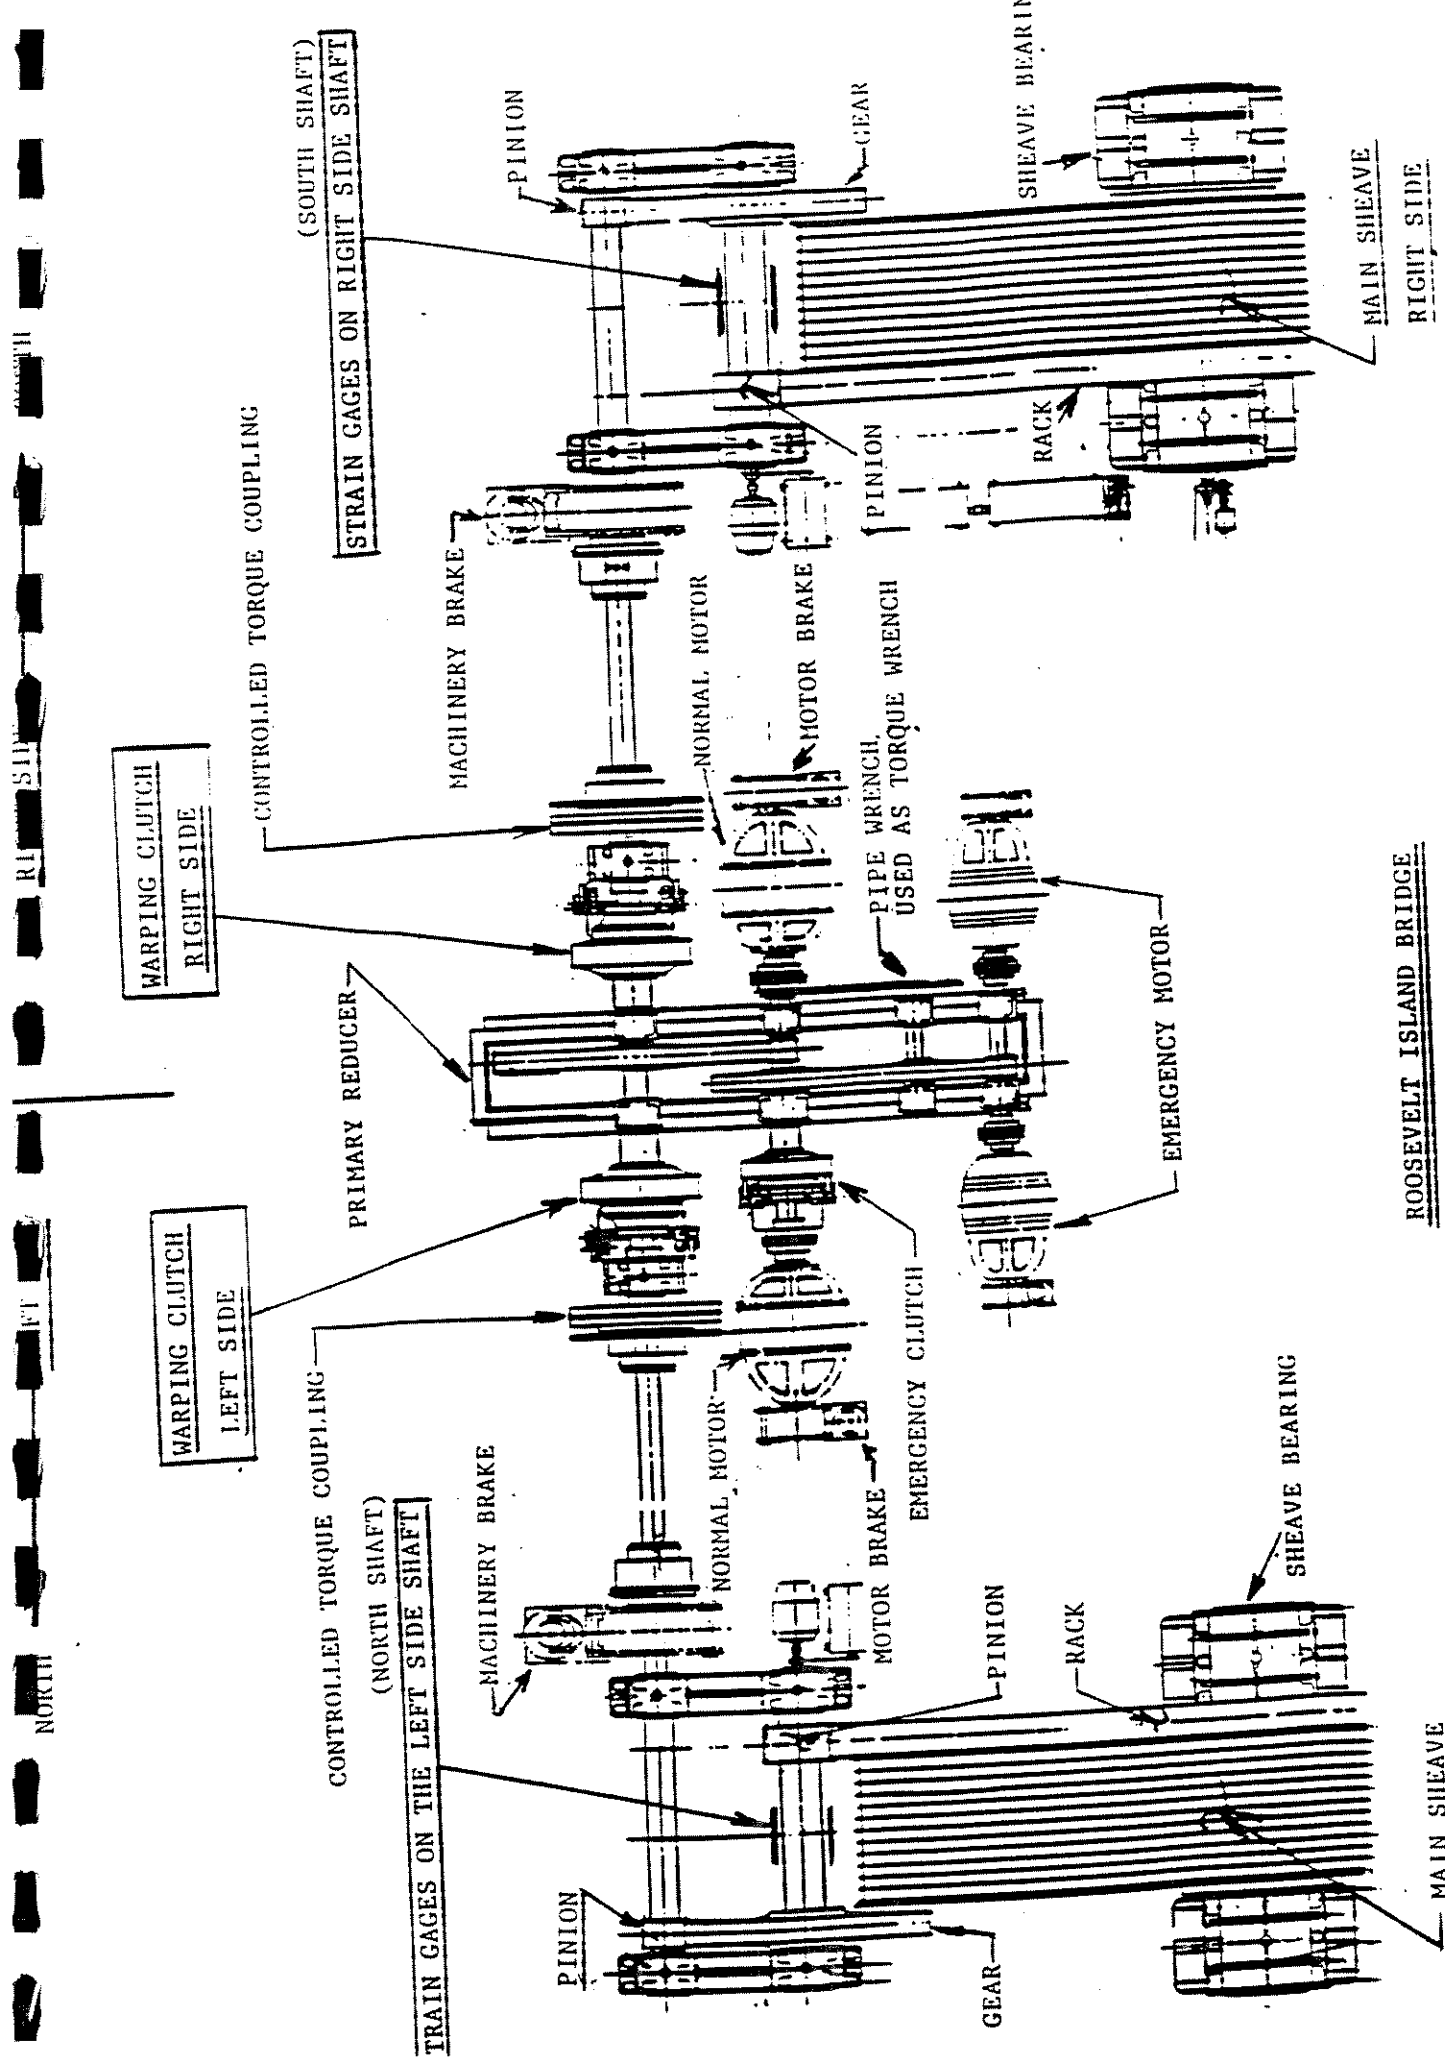 NORTH
(SOUTH SHAFT)
STRAIN GAGES ON RIGHT SIDE SHAFT
WARPING CLUTCH
LEFT SIDE
WARPING CLUTCH
RIGHT SIDE
CONTROLLED TORQUE COUPLING
CONTROLLED TORQUE COUPLING
(NORTH SHAFT)
TRAIN GAGES ON THE LEFT SIDE SHAFT
PRIMARY REDUCER
MACHINERY BRAKE
MACHINERY BRAKE
PINION
PINION
GEAR
GEAR
NORMAL MOTOR
NORMAL MOTOR
MOTOR BRAKE
MOTOR BRAKE
EMERGENCY CLUTCH
PIPE WRENCH,
USED AS TORQUE WRENCH
PINION
PINION
RACK
RACK
SHEAVE BEARIN
SHEAVE BEARING
SHEAVE BEARING
EMERGENCY MOTOR
MAIN SHEAVE
MAIN SHEAVE
RIGHT SIDE
ROOSEVELT ISLAND BRIDGE